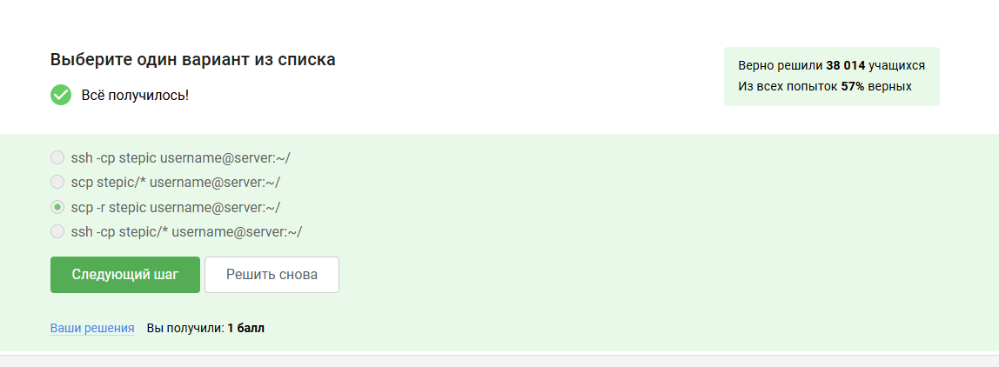 Выберите один вариант из списка
Всё получилось!
Верно решили 38 014 учащихся
Из всех попыток 57% верных
ssh -cp stepic username@server:~/
scp stepic/* username@server:~/
scp -r stepic username@server:~/
ssh -cp stepic/* username@server:~/
Следующий шаг
Решить снова
Ваши решения Вы получили: 1 балл